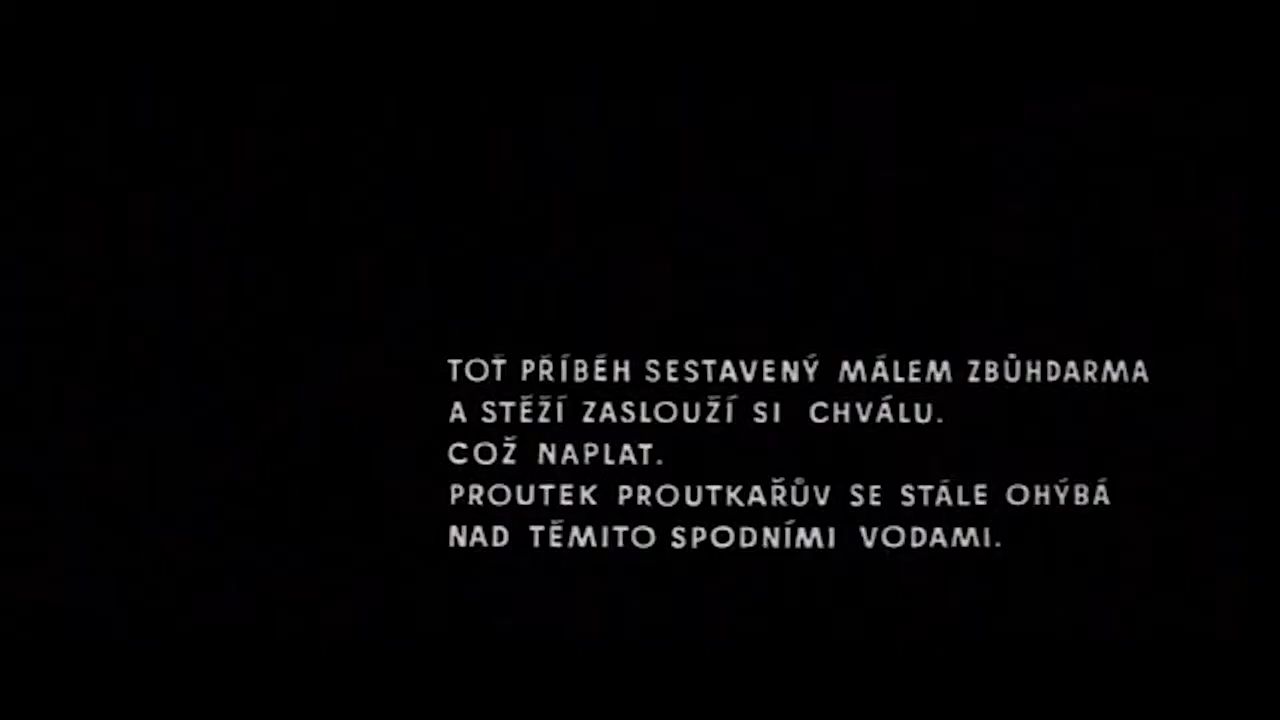 TOŤ PŘÍBĚH SESTAVENÝ MÁLEM ZBŮHDARMA
A STĚŽÍ ZASLOUŽÍ SI CHVÁLU.
COŽ NAPLAT.
PROUTEK PROUTKAŘŮV SE STÁLE OHÝBÁ
NAD TĚMITO SPODNÍMI VODAMI.